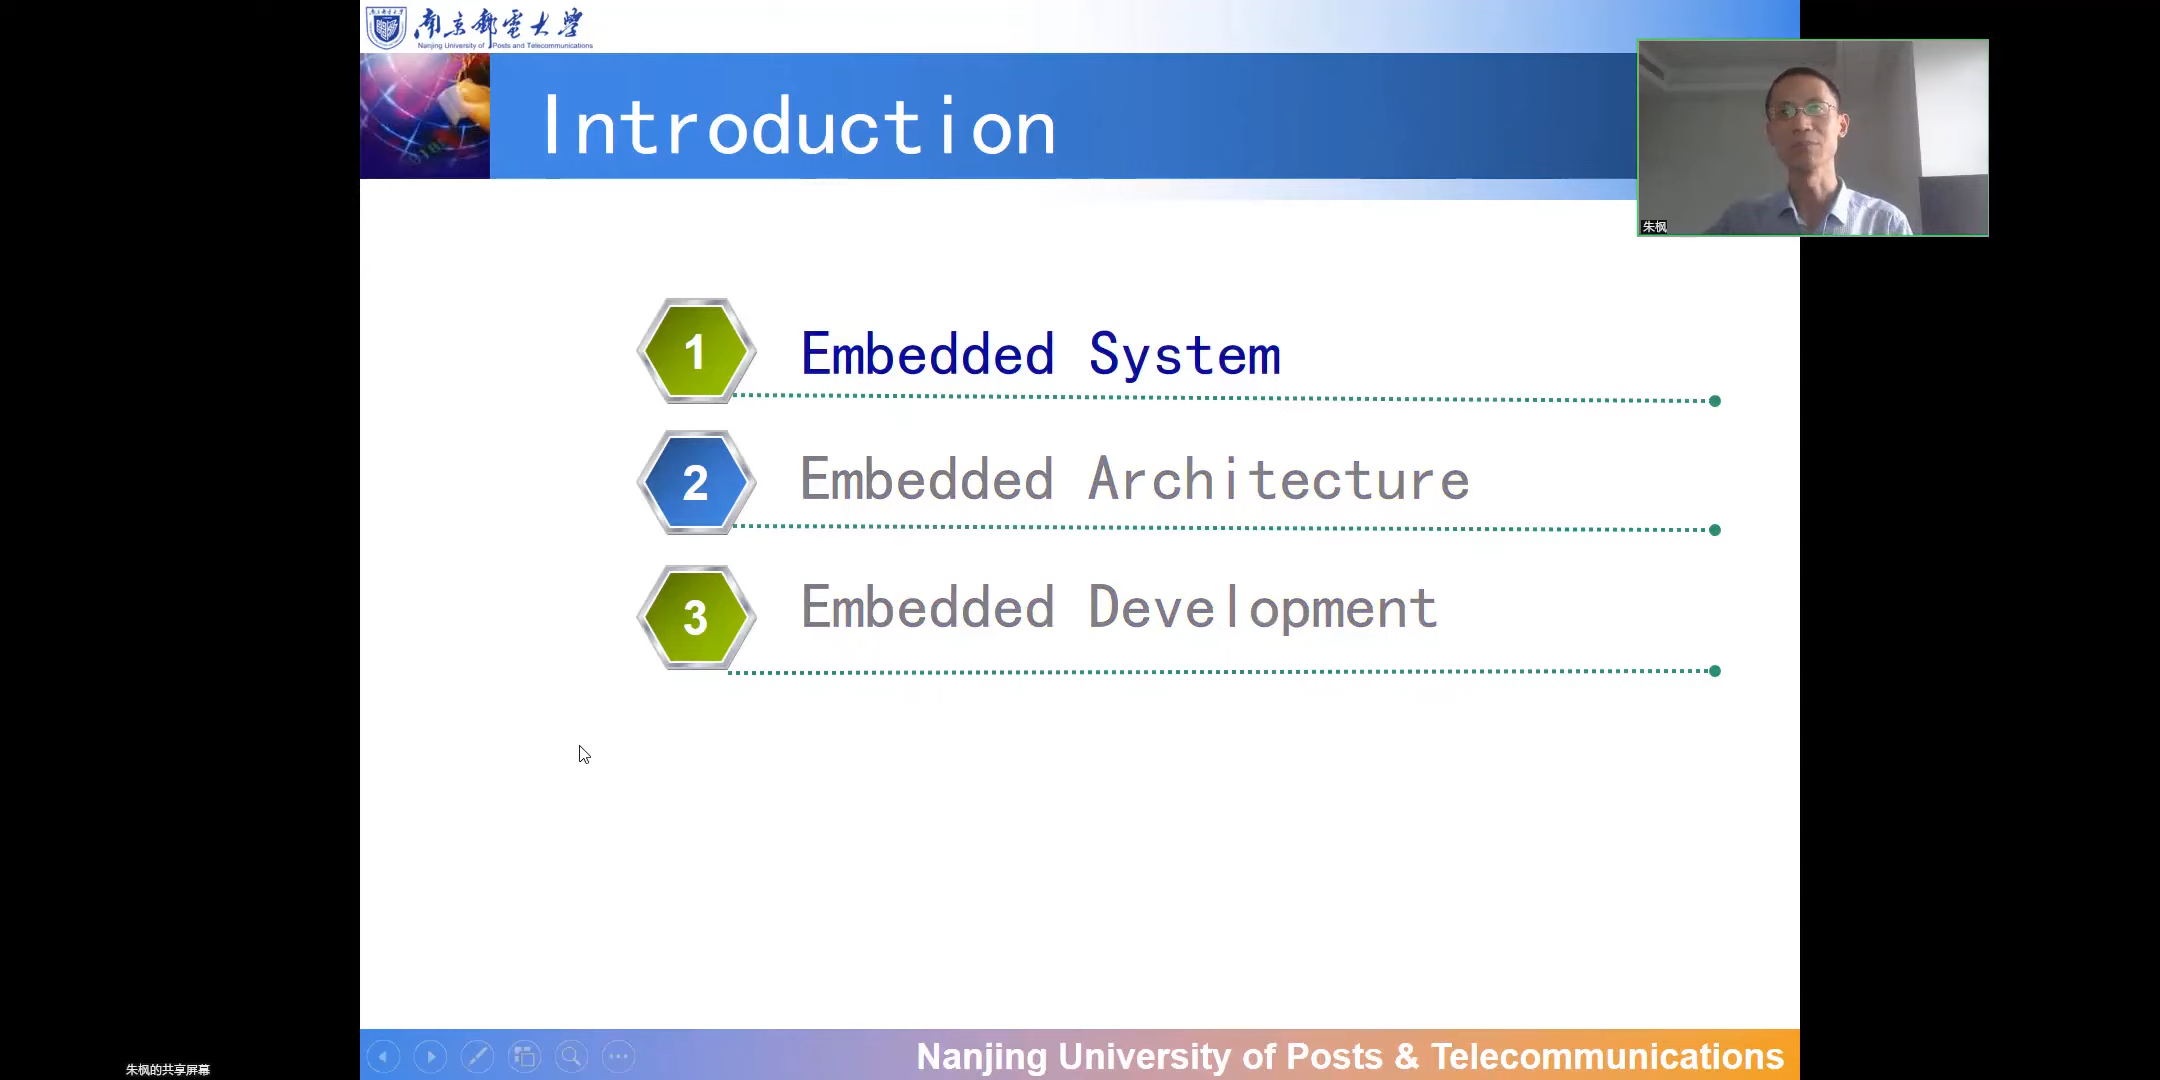 南京郵電大學
Nanjing University of Posts and Telecommunications
Introduction
朱枫
1
Embedded System
2
Embedded Architecture
3
Embedded Development
Nanjing University of Posts & Telecommunications
朱枫的共享屏幕